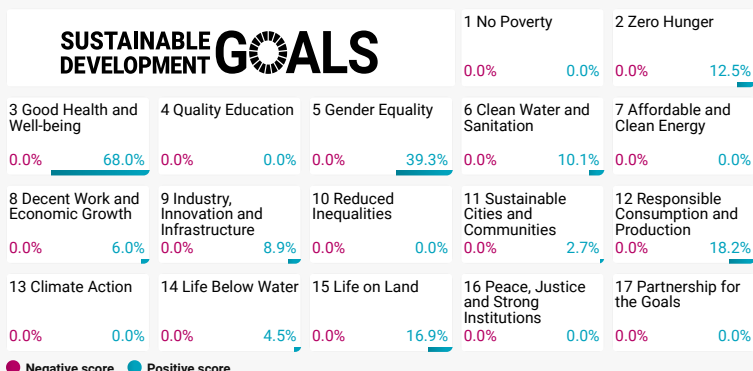 SUSTAINABLE
DEVELOPMENT
GOALS
1 No Poverty
0.0% 0.0%
2 Zero Hunger
0.0% 12.5%
3 Good Health and
Well-being
0.0% 68.0%
4 Quality Education
0.0% 0.0%
5 Gender Equality
0.0% 39.3%
6 Clean Water and
Sanitation
0.0% 10.1%
7 Affordable and
Clean Energy
0.0% 0.0%
8 Decent Work and
Economic Growth
0.0% 6.0%
9 Industry,
Innovation and
Infrastructure
0.0% 8.9%
10 Reduced
Inequalities
0.0% 0.0%
11 Sustainable
Cities and
Communities
0.0% 2.7%
12 Responsible
Consumption and
Production
0.0% 18.2%
13 Climate Action
0.0% 0.0%
14 Life Below Water
0.0% 4.5%
15 Life on Land
0.0% 16.9%
16 Peace, Justice
and Strong
Institutions
0.0% 0.0%
17 Partnership for
the Goals
0.0% 0.0%
Negative score Positive score